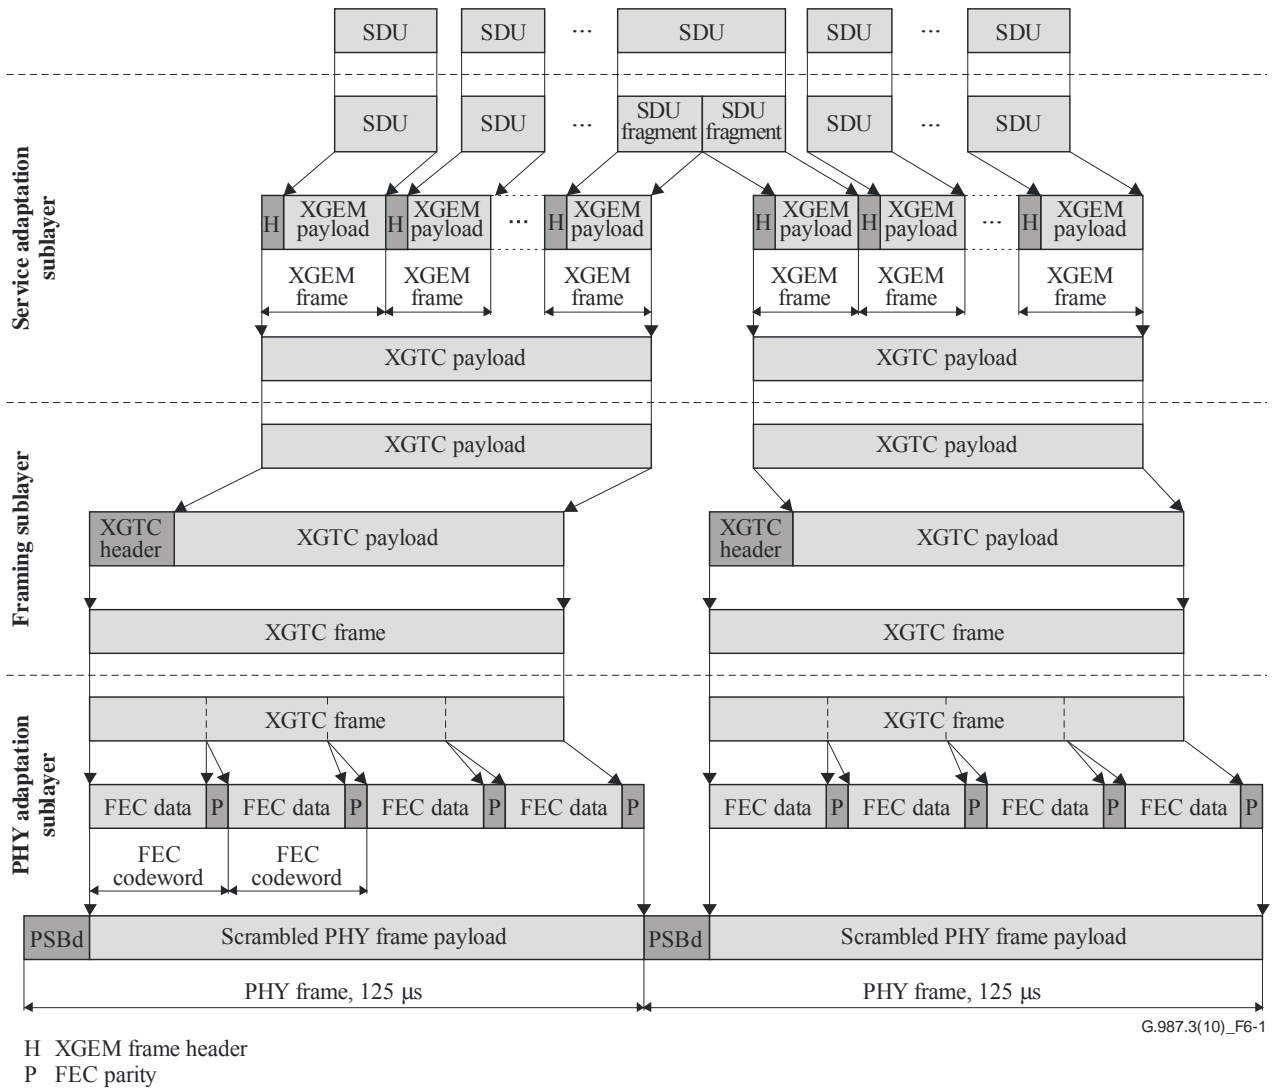 SDU SDU ... SDU SDU ... SDU
SDU SDU ... SDU fragment SDU fragment SDU ... SDU
Service adaptation sublayer
H XGEM payload H XGEM payload ... H XGEM payload H XGEM payload H XGEM payload ... H XGEM payload
XGEM frame XGEM frame XGEM frame XGEM frame XGEM frame XGEM frame
XGTC payload XGTC payload
XGTC payload XGTC payload
Framing sublayer
XGTC header XGTC payload XGTC header XGTC payload
XGTC frame XGTC frame
XGTC frame XGTC frame
PHY adaptation sublayer
FEC data P FEC data P FEC data P FEC data P FEC data P FEC data P FEC data P FEC data P
FEC codeword FEC codeword
PSBd Scrambled PHY frame payload PSBd Scrambled PHY frame payload
PHY frame, 125 μs PHY frame, 125 μs
G.987.3(10)_F6-1
H XGEM frame header
P FEC parity